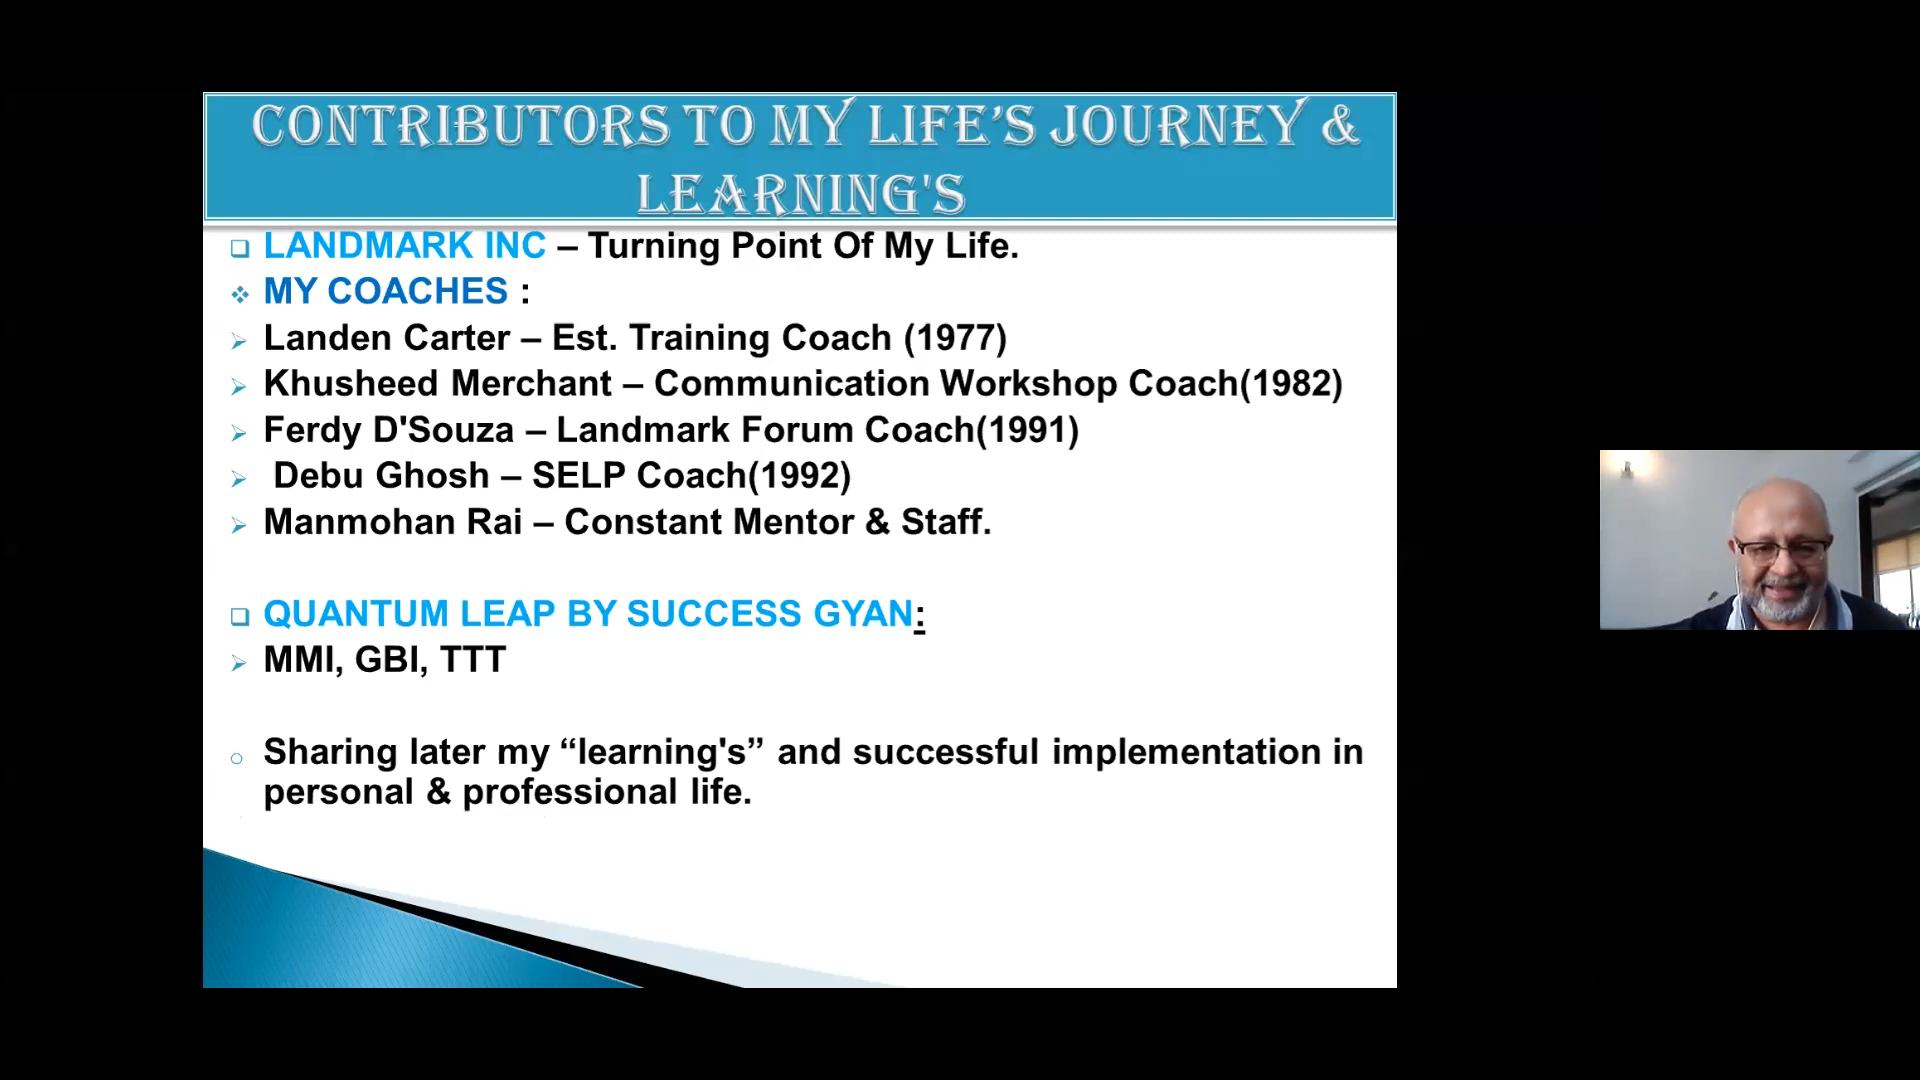 CONTRIBUTORS TO MY LIFE’S JOURNEY &
LEARNING'S
LANDMARK INC – Turning Point Of My Life.
MY COACHES :
Landen Carter – Est. Training Coach (1977)
Khusheed Merchant – Communication Workshop Coach(1982)
Ferdy D'Souza – Landmark Forum Coach(1991)
Debu Ghosh – SELP Coach(1992)
Manmohan Rai – Constant Mentor & Staff.
QUANTUM LEAP BY SUCCESS GYAN:
MMI, GBI, TTT
Sharing later my “learning's” and successful implementation in
personal & professional life.